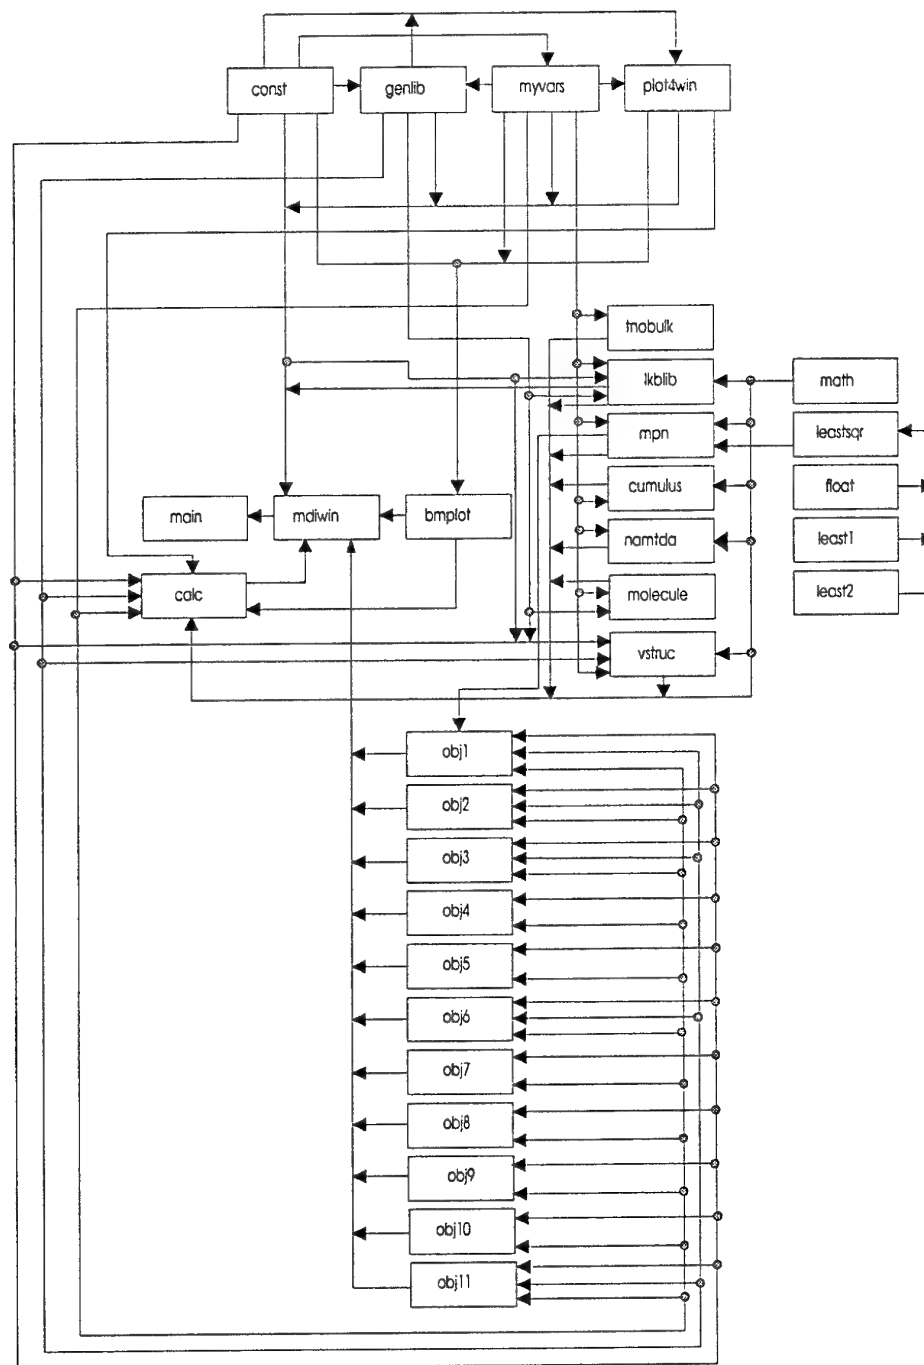 const
genlib
myvars
plot4win
tnobulk
lkblib
math
mpn
leastsqr
cumulus
float
main
mdiwin
bmplot
namtda
least1
calc
molecule
least2
vstruc
obj1
obj2
obj3
obj4
obj5
obj6
obj7
obj8
obj9
obj10
obj11